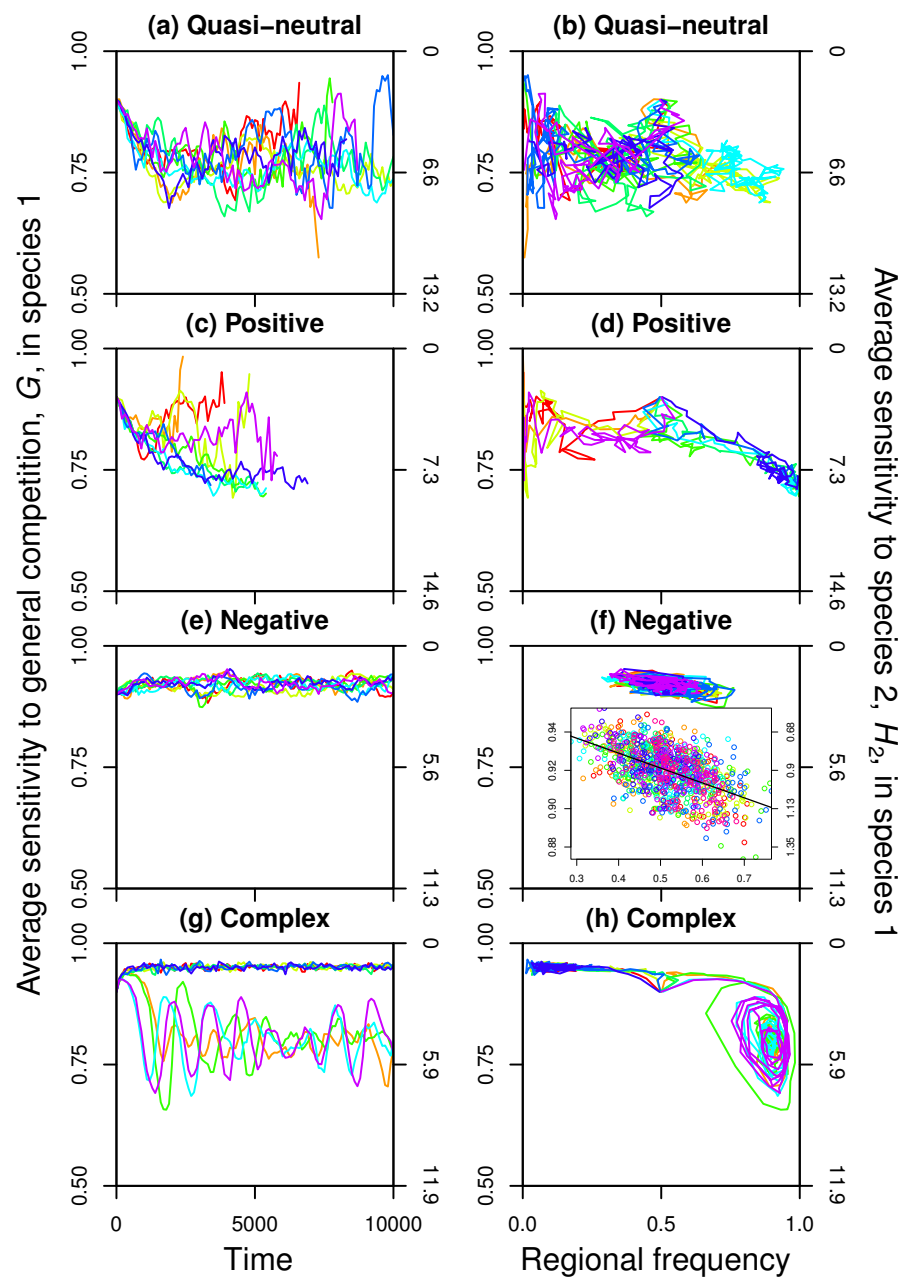 Average sensitivity to general competition, G, in species 1
Average sensitivity to species 2, H2, in species 1
(a) Quasi−neutral
1.00
0.75
0.50
0
6.6
13.2
(b) Quasi−neutral
(c) Positive
1.00
0.75
0.50
0
7.3
14.6
(d) Positive
(e) Negative
1.00
0.75
0.50
0
5.6
11.3
(f) Negative
0.94
0.92
0.90
0.88
0.68
0.9
1.13
1.35
0.3 0.4 0.5 0.6 0.7
(g) Complex
1.00
0.75
0.50
0
5.9
11.9
(h) Complex
0 5000 10000
Time
0.0 0.5 1.0
Regional frequency